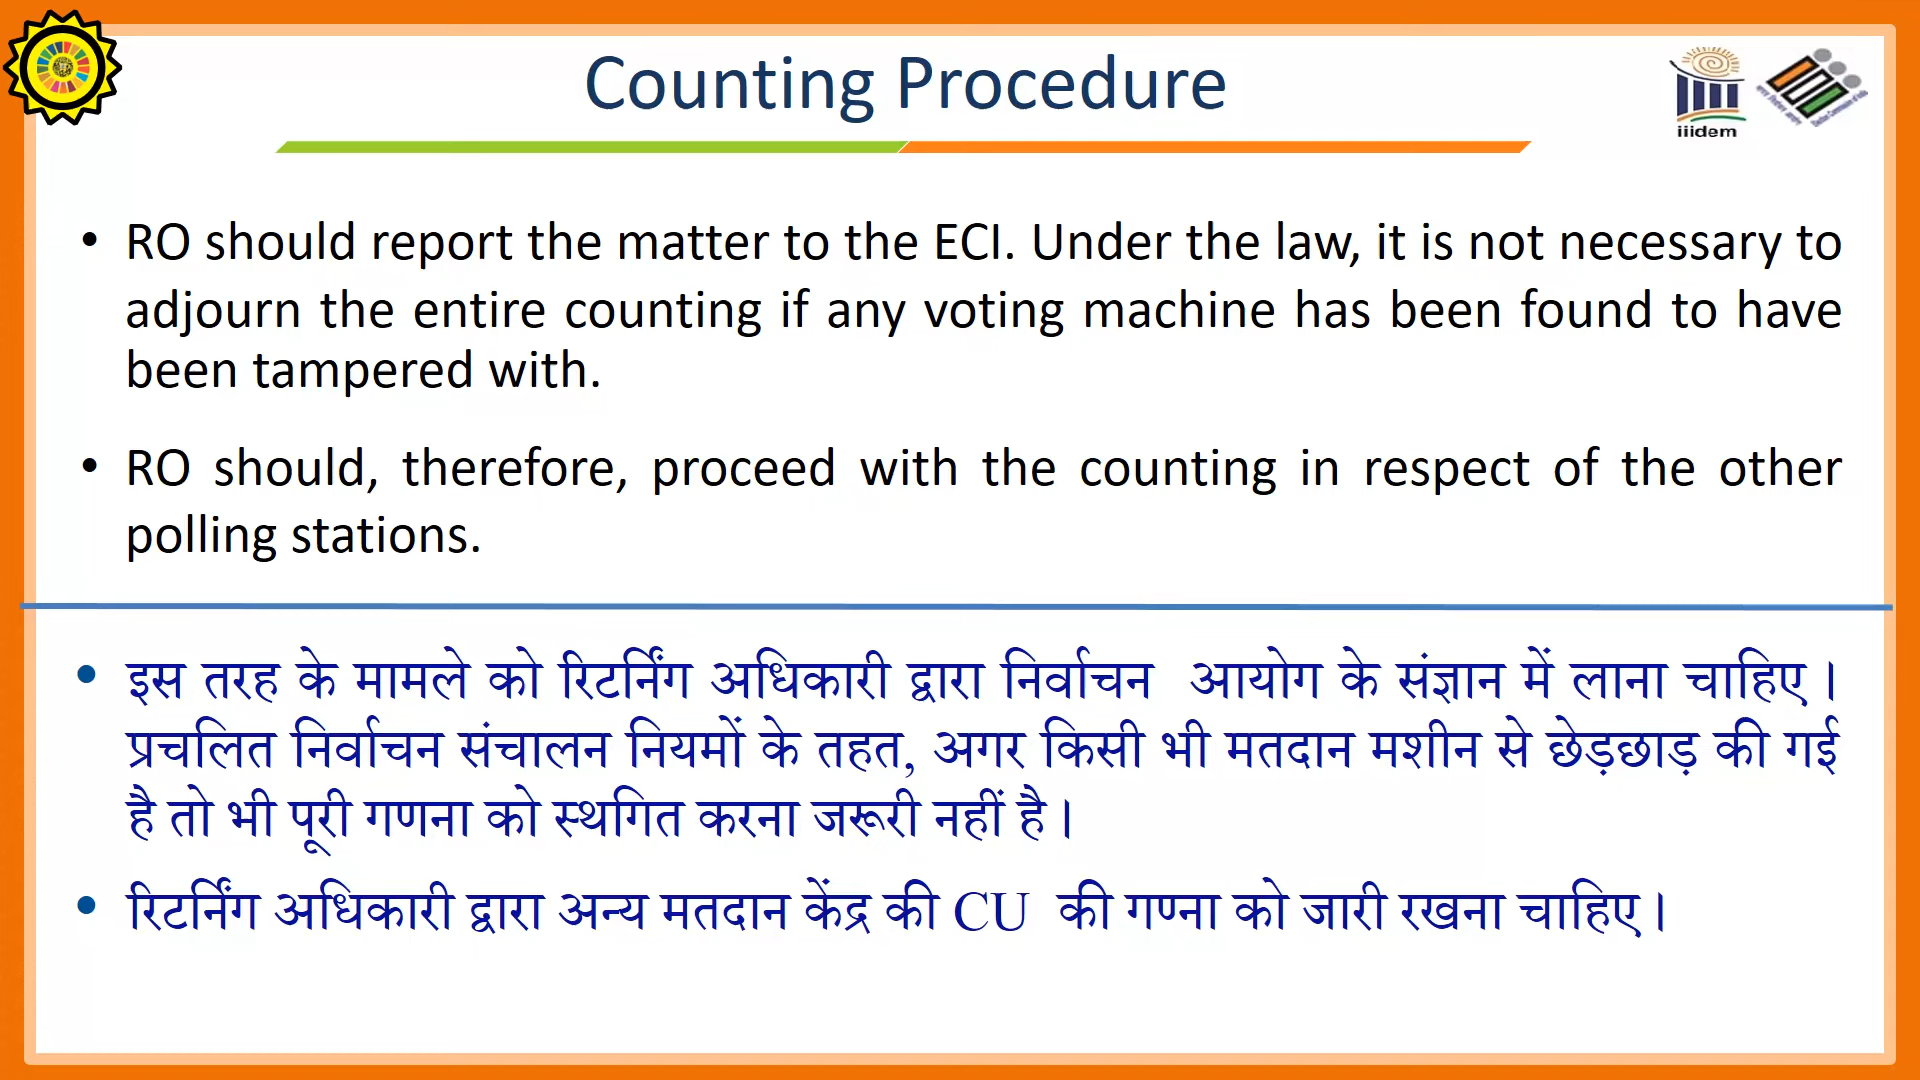 Counting Procedure
iiidem
• RO should report the matter to the ECI. Under the law, it is not necessary to
adjourn the entire counting if any voting machine has been found to have
been tampered with.
• RO should, therefore, proceed with the counting in respect of the other
polling stations.
• इस तरह के मामले को रिटर्निंग अधिकारी द्वारा निर्वाचन आयोग के संज्ञान में लाना चाहिए।
प्रचलित निर्वाचन संचालन नियमों के तहत, अगर किसी भी मतदान मशीन से छेड़छाड़ की गई
है तो भी पूरी गणना को स्थगित करना जरूरी नहीं है।
• रिटर्निंग अधिकारी द्वारा अन्य मतदान केंद्र की CU की गण्ना को जारी रखना चाहिए।